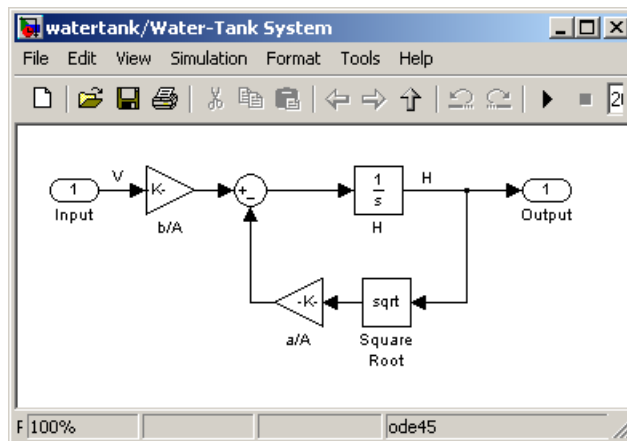 watertank/Water-Tank System
File Edit View Simulation Format Tools Help
V
1
K-
+
-
1
s
H
1
Input
b/A
H
Output
-K-
sqrt
a/A
Square
Root
F 100%
ode45